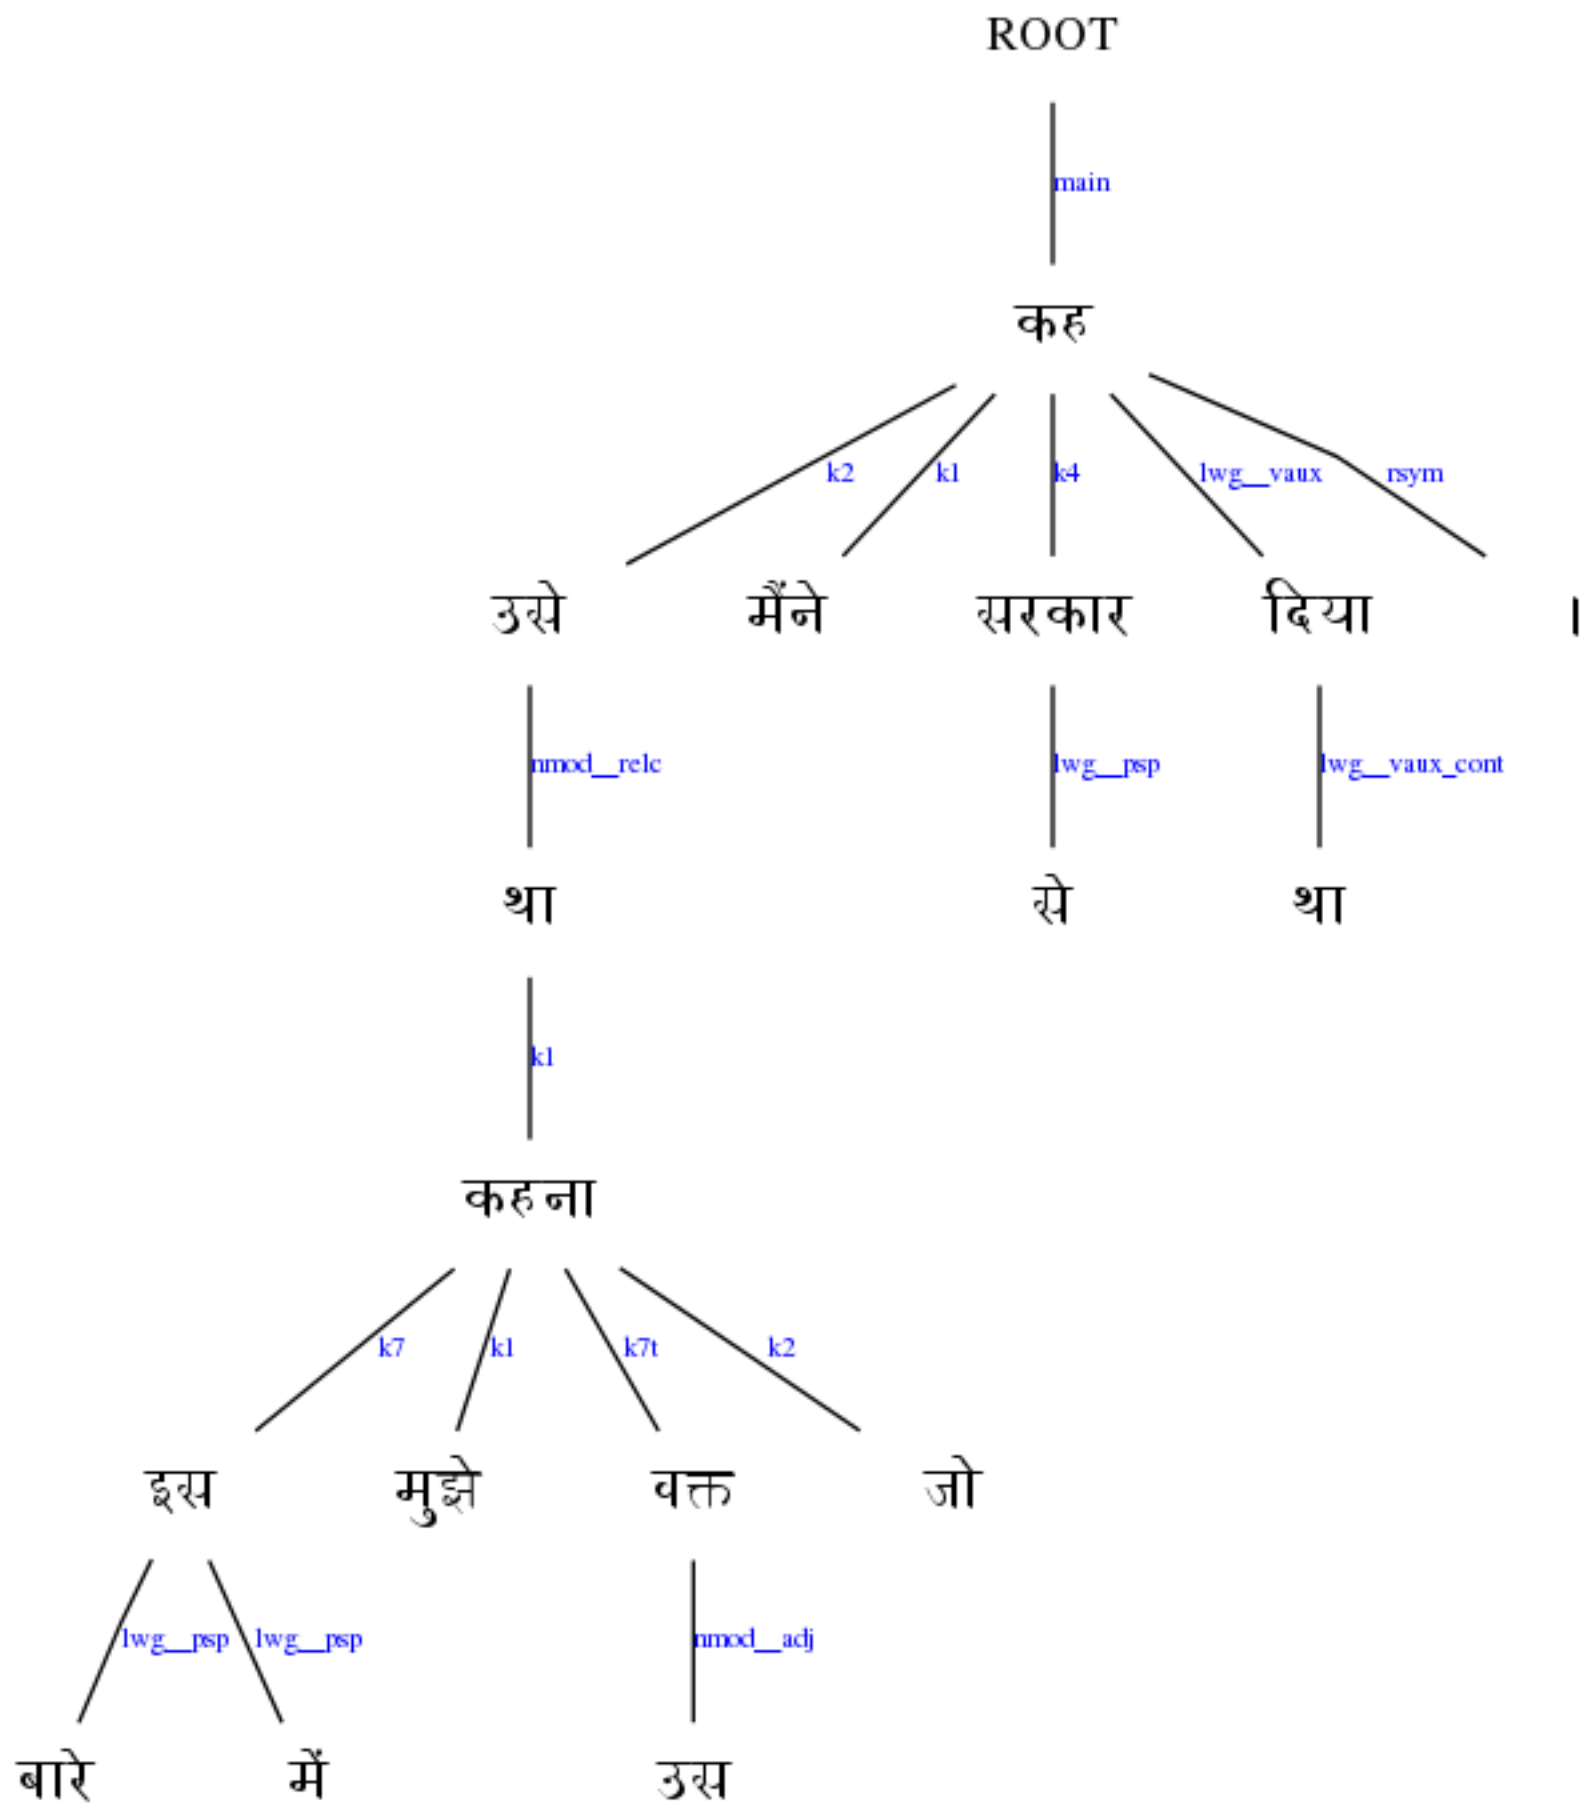 ROOT
main
कह
k2 k1 k4 lwg__vaux rsym
उसे मैंने सरकार दिया ।
nmod__relc lwg__psp lwg__vaux_cont
था से था
k1
कहना
k7 k1 k7t k2
इस मुझे वक्त जो
lwg__psp lwg__psp nmod__adj
बारे में उस